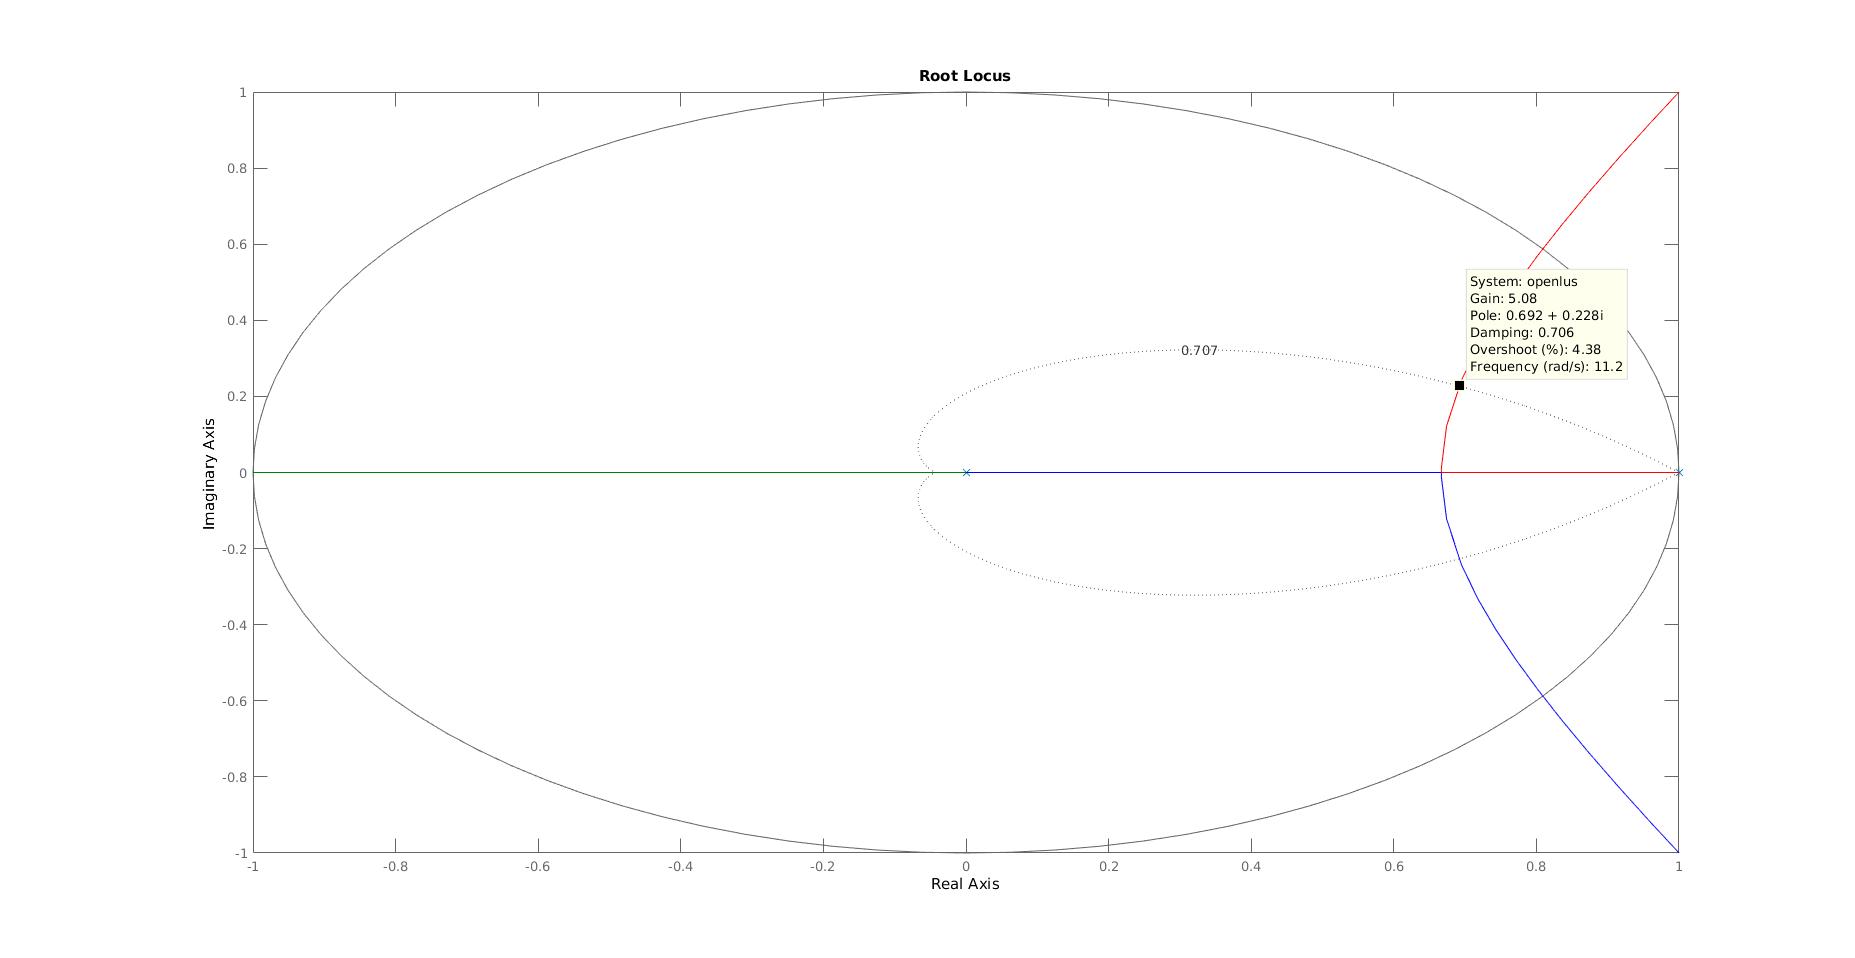 Root Locus
1
0.8
0.6
0.4
0.2
0
-0.2
-0.4
-0.6
-0.8
-1
Imaginary Axis
System: openlus
Gain: 5.08
Pole: 0.692 + 0.228i
Damping: 0.706
Overshoot (%): 4.38
Frequency (rad/s): 11.2
0.707
-1 -0.8 -0.6 -0.4 -0.2 0 0.2 0.4 0.6 0.8 1
Real Axis